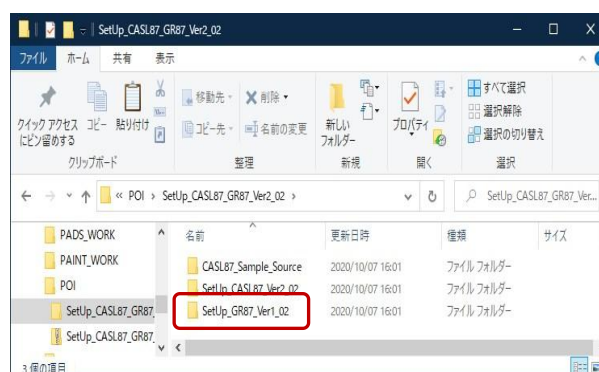 SetUp_CASL87_GR87_Ver2_02
ファイル ホーム 共有 表示
クイック アクセス
にピン留めする
コピー 貼り付け
移動先 削除
コピー先 名前の変更
新しい
フォルダー
プロパティ
すべて選択
選択解除
選択の切り替え
クリップボード 整理 新規 開く 選択
« POI › SetUp_CASL87_GR87_Ver2_02 ›
SetUp_CASL87_GR87_Ver...
PADS_WORK
PAINT_WORK
POI
SetUp_CASL87_GR87_
SetUp_CASL87_GR87_
名前 更新日時 種類 サイズ
CASL87_Sample_Source 2020/10/07 16:01 ファイル フォルダー
SetUp_CASL87_Ver2_02 2020/10/07 16:01 ファイル フォルダー
SetUp_GR87_Ver1_02 2020/10/07 16:01 ファイル フォルダー
3 個の項目